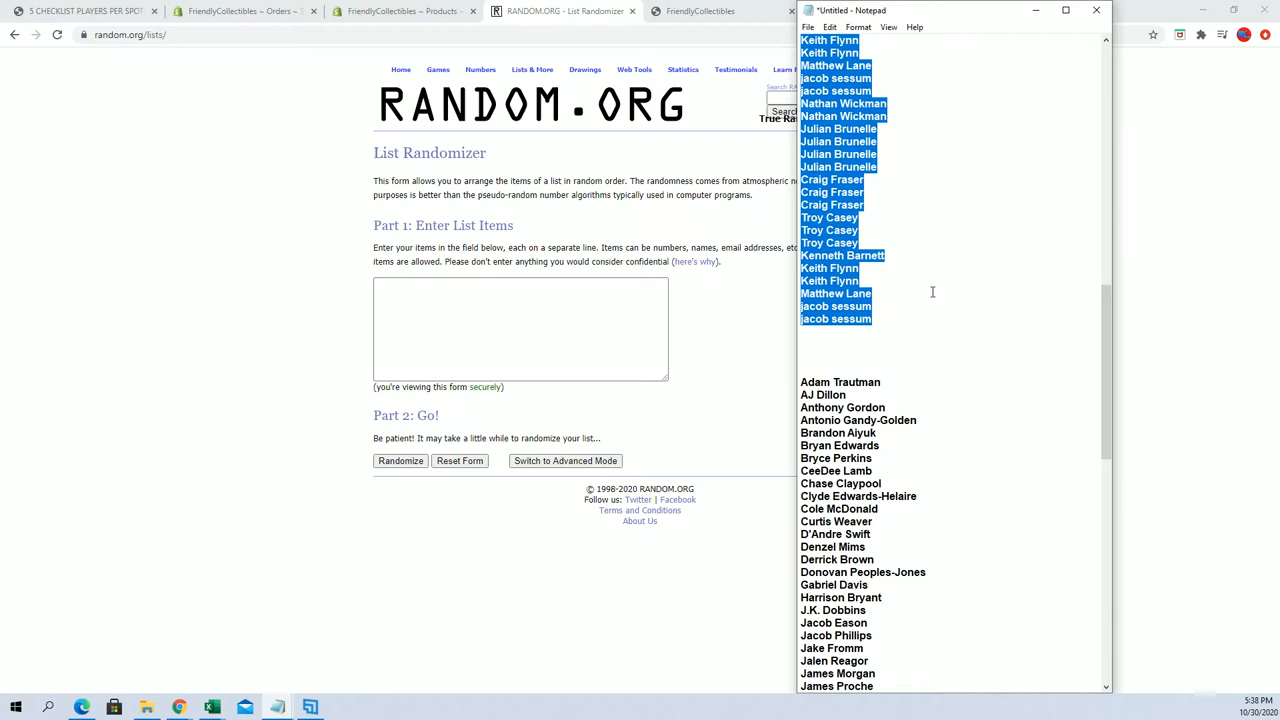 5 CHECKLIST PLAYERS PER SPOT
FriendlyCollectibles ~ Orders ~ S
FriendlyCollectibles ~ Products ~
RANDOM.ORG - List Randomizer
FriendlyCollectibles
random.org/lists/
Home
Games
Numbers
Lists & More
Drawings
Web Tools
Statistics
Testimonials
Learn M
RANDOM.ORG
Search RA
Search
True Ra
List Randomizer
This form allows you to arrange the items of a list in random order. The randomness comes from atmospheric n
purposes is better than the pseudo-random number algorithms typically used in computer programs.
Part 1: Enter List Items
Enter your items in the field below, each on a separate line. Items can be numbers, names, email addresses, etc
items are allowed. Please don't enter anything you would consider confidential (here's why).
(you're viewing this form securely)
Part 2: Go!
Be patient! It may take a little while to randomize your list...
Randomize
Reset Form
Switch to Advanced Mode
© 1998-2020 RANDOM.ORG
Follow us: Twitter | Facebook
Terms and Conditions
About Us
*Untitled - Notepad
File Edit Format View Help
Keith Flynn
Keith Flynn
Matthew Lane
jacob sessum
jacob sessum
Nathan Wickman
Nathan Wickman
Julian Brunelle
Julian Brunelle
Julian Brunelle
Julian Brunelle
Craig Fraser
Craig Fraser
Craig Fraser
Troy Casey
Troy Casey
Troy Casey
Kenneth Barnett
Keith Flynn
Keith Flynn
Matthew Lane
jacob sessum
jacob sessum
Adam Trautman
AJ Dillon
Anthony Gordon
Antonio Gandy-Golden
Brandon Aiyuk
Bryan Edwards
Bryce Perkins
CeeDee Lamb
Chase Claypool
Clyde Edwards-Helaire
Cole McDonald
Curtis Weaver
D'Andre Swift
Denzel Mims
Derrick Brown
Donovan Peoples-Jones
Gabriel Davis
Harrison Bryant
J.K. Dobbins
Jacob Eason
Jacob Phillips
Jake Fromm
Jalen Reagor
James Morgan
James Proche
5:38 PM
10/30/2020